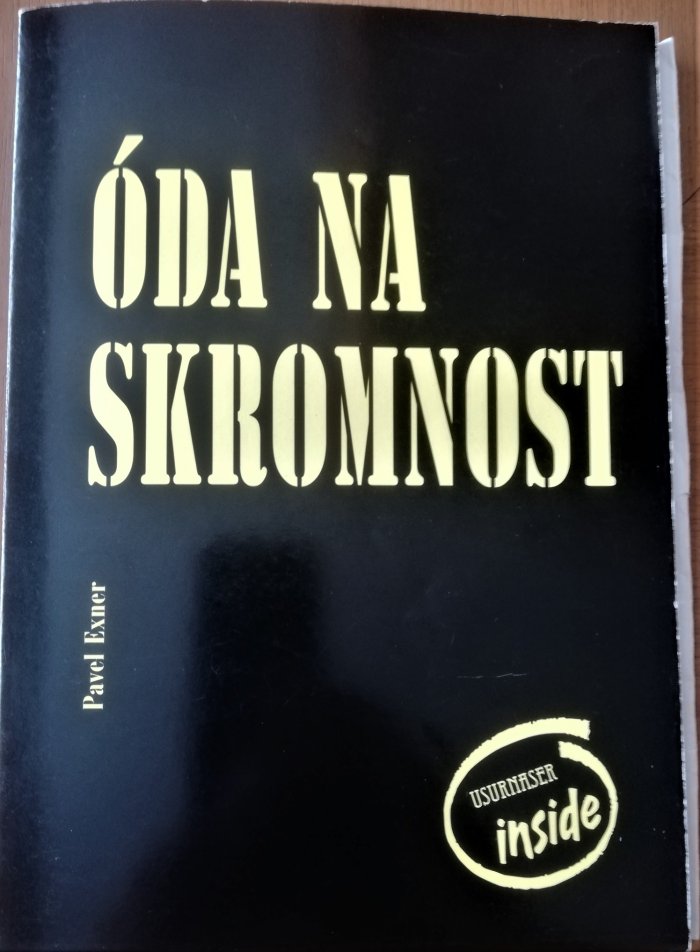 ÓDA NA
SKROMNOST
Pavel Exner
USURNASER
inside